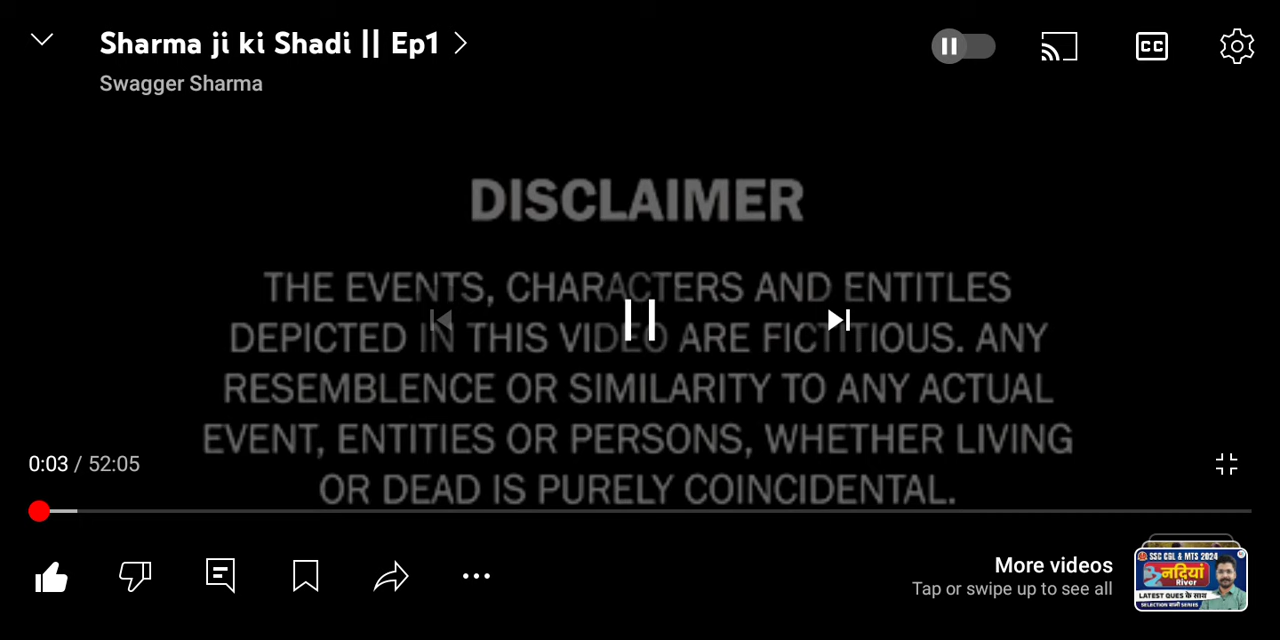 Sharma ji ki Shadi || Ep1
Swagger Sharma
CC
DISCLAIMER
THE EVENTS, CHARACTERS AND ENTITLES
DEPICTED IN THIS VIDEO ARE FICTITIOUS. ANY
RESEMBLENCE OR SIMILARITY TO ANY ACTUAL
EVENT, ENTITIES OR PERSONS, WHETHER LIVING
OR DEAD IS PURELY COINCIDENTAL.
0:03 / 52:05
More videos
Tap or swipe up to see all
SSC CGL & MTS 2024
नदियां
River
LATEST QUES के साथ
SELECTION वाली SERIES